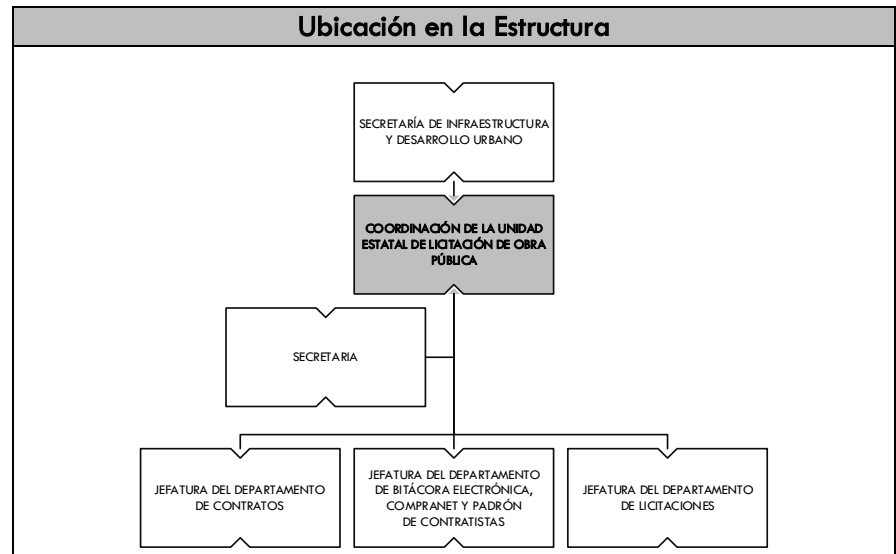 Ubicación en la Estructura
SECRETARÍA DE INFRAESTRUCTURA
Y DESARROLLO URBANO
COORDINACIÓN DE LA UNIDAD
ESTATAL DE LICITACIÓN DE OBRA
PÚBLICA
SECRETARIA
JEFATURA DEL DEPARTAMENTO
DE CONTRATOS
JEFATURA DEL DEPARTAMENTO
DE BITÁCORA ELECTRÓNICA,
COMPRANET Y PADRÓN
DE CONTRATISTAS
JEFATURA DEL DEPARTAMENTO
DE LICITACIONES